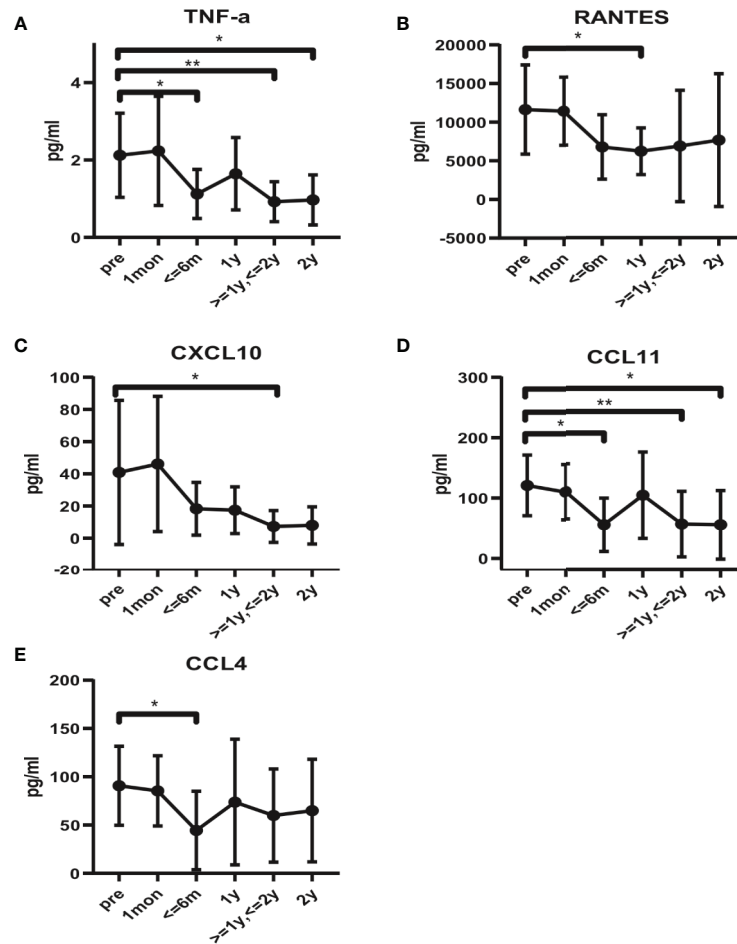 A
TNF-a
*
**
*
4
2
0
pg/ml
pre
1mon
<=6m
1y
>=1y,<=2y
2y
B
RANTES
*
20000
15000
10000
5000
0
-5000
pg/ml
pre
1mon
<=6m
1y
>=1y,<=2y
2y
C
CXCL10
*
100
80
60
40
20
0
-20
pg/ml
pre
1mon
<=6m
1y
>=1y,<=2y
2y
D
CCL11
*
**
*
300
200
100
0
pg/ml
pre
1mon
<=6m
1y
>=1y,<=2y
2y
E
CCL4
*
200
150
100
50
0
pg/ml
pre
1mon
<=6m
1y
>=1y,<=2y
2y